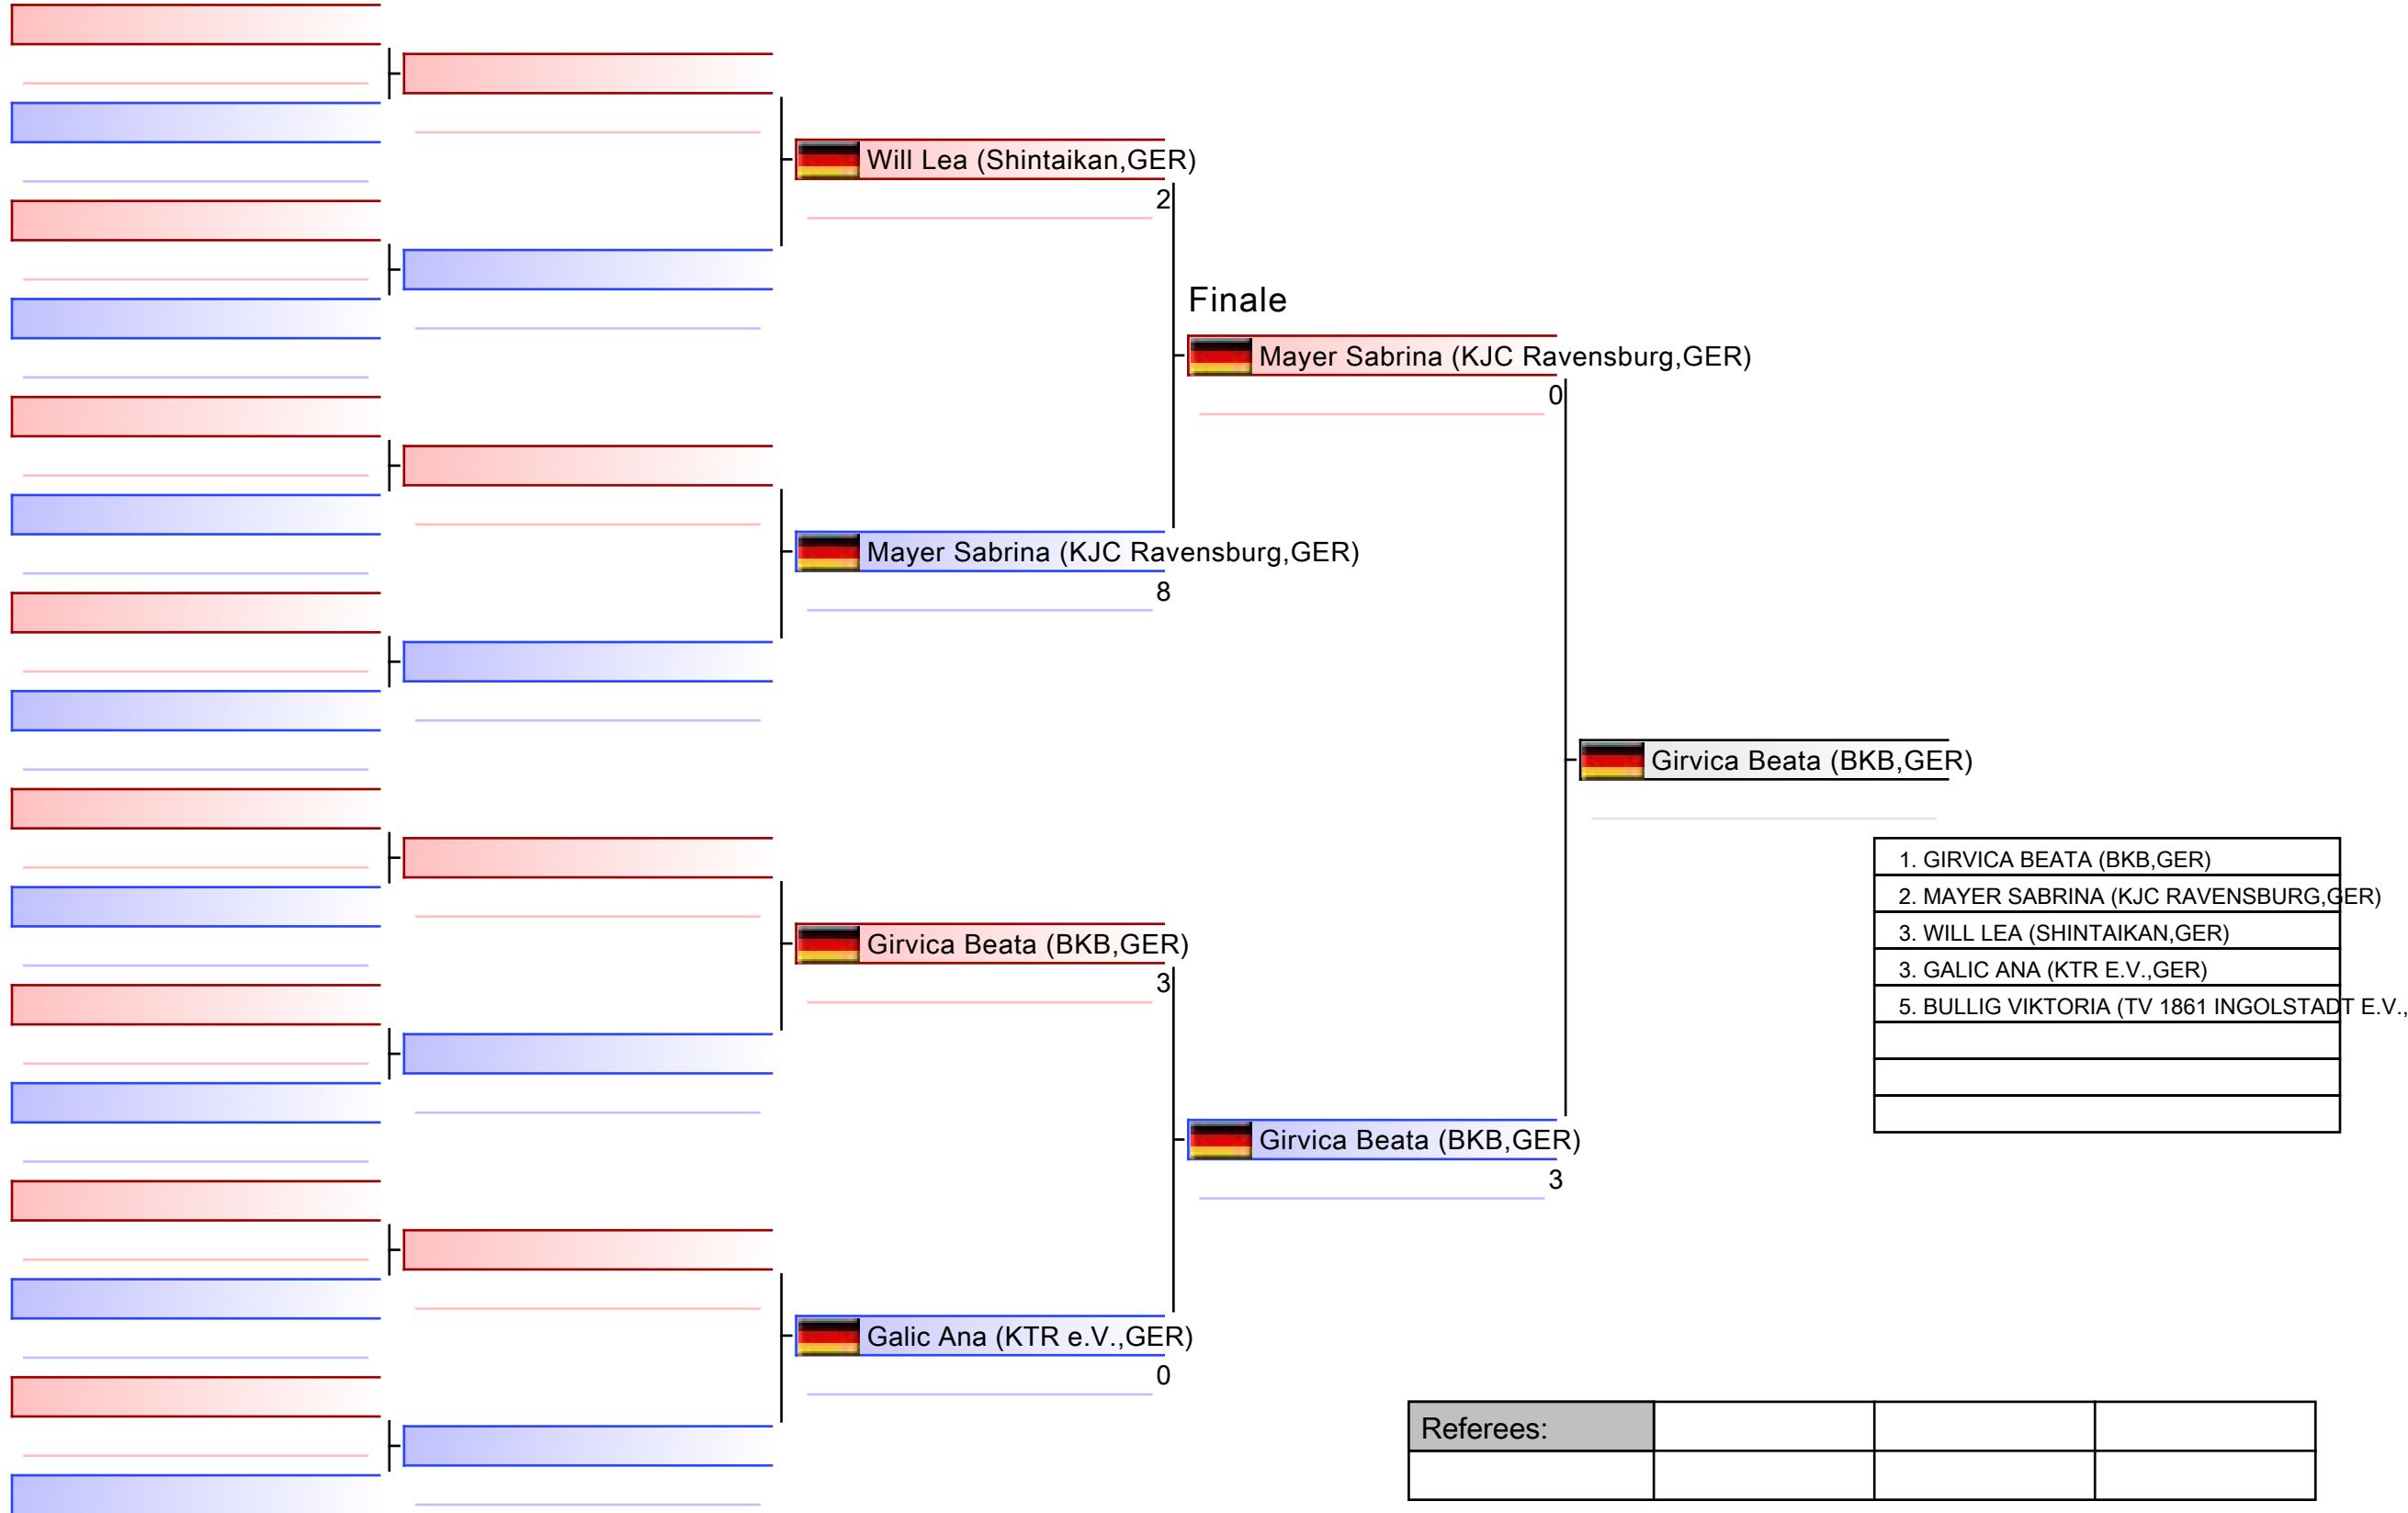 Will Lea (Shintaikan,GER)
2
Finale
Mayer Sabrina (KJC Ravensburg,GER)
0
Mayer Sabrina (KJC Ravensburg,GER)
8
Girvica Beata (BKB,GER)
1. GIRVICA BEATA (BKB,GER)
2. MAYER SABRINA (KJC RAVENSBURG,GER)
3. WILL LEA (SHINTAIKAN,GER)
3. GALIC ANA (KTR E.V.,GER)
5. BULLIG VIKTORIA (TV 1861 INGOLSTADT E.V.,
Girvica Beata (BKB,GER)
3
Girvica Beata (BKB,GER)
3
Galic Ana (KTR e.V.,GER)
0
Referees: